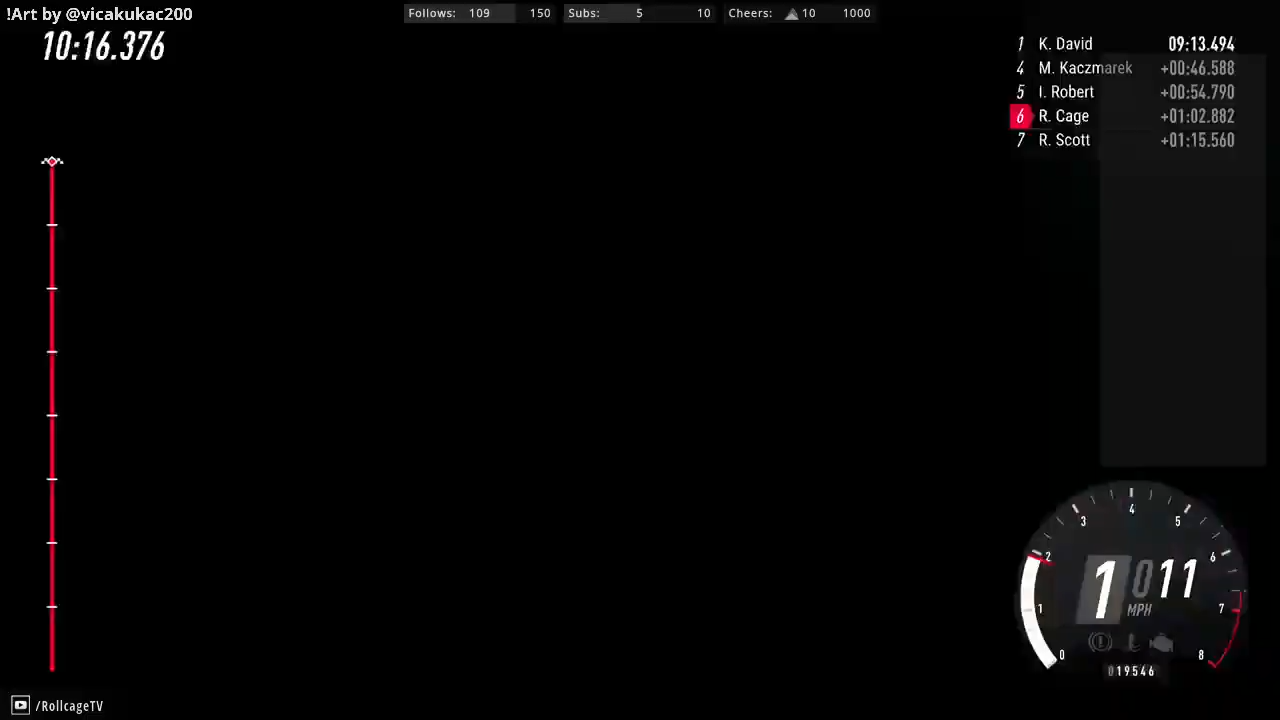 !Art by @vicakukac200
Follows: 109 150 Subs: 5 10 Cheers: 10 1000
10:16.376
1 K. David 09:13.494
4 M. Kaczmarek +00:46.588
5 I. Robert +00:54.790
6 R. Cage +01:02.882
7 R. Scott +01:15.560
0 1 2 3 4 5 6 7 8
1 011
MPH
019546
/RollcageTV